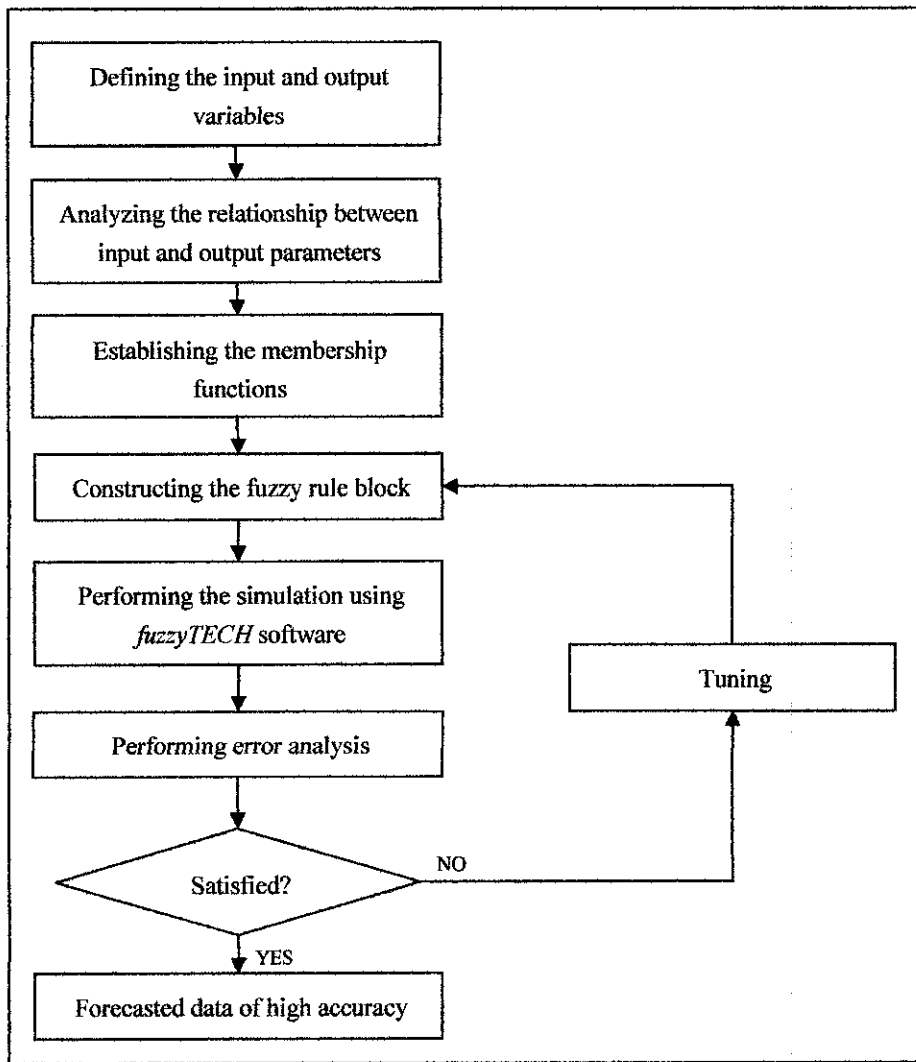 Defining the input and output
variables
Analyzing the relationship between
input and output parameters
Establishing the membership
functions
Constructing the fuzzy rule block
Performing the simulation using
fuzzyTECH software
Tuning
Performing error analysis
Satisfied?
NO
YES
Forecasted data of high accuracy